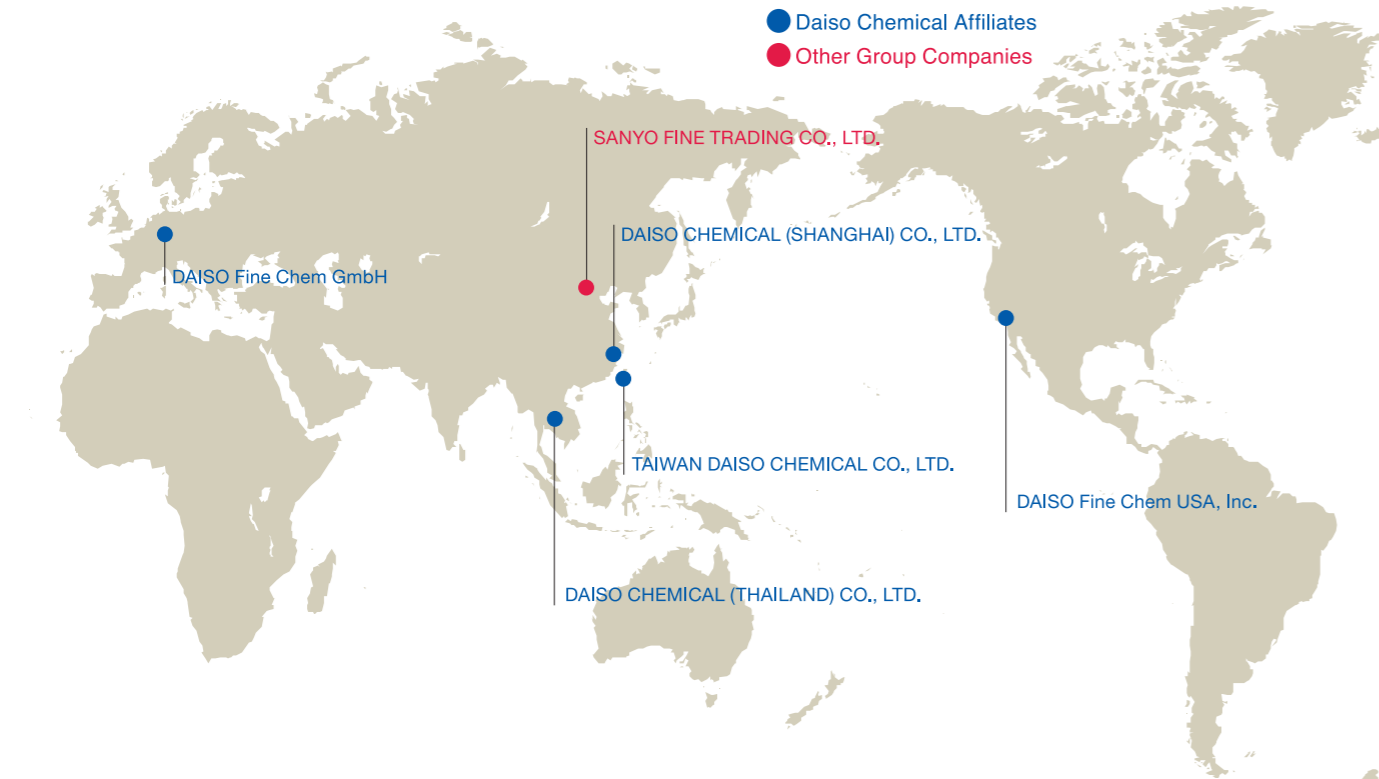 Daiso Chemical Affiliates
Other Group Companies
SANYO FINE TRADING CO., LTD.
DAISO CHEMICAL (SHANGHAI) CO., LTD.
DAISO Fine Chem GmbH
TAIWAN DAISO CHEMICAL CO., LTD.
DAISO Fine Chem USA, Inc.
DAISO CHEMICAL (THAILAND) CO., LTD.